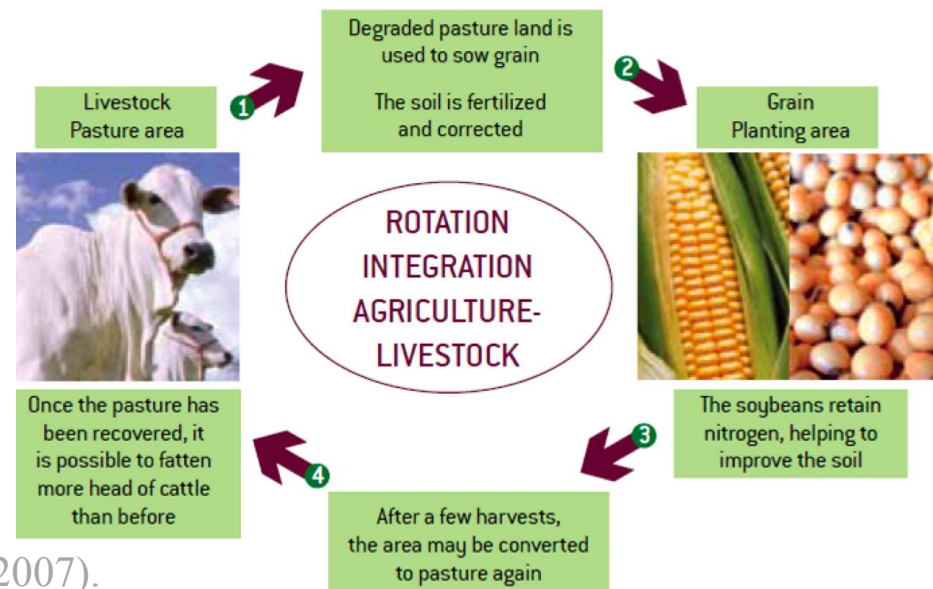 Livestock
Pasture area
1
Degraded pasture land is
used to sow grain
The soil is fertilized
and corrected
2
Grain
Planting area
ROTATION
INTEGRATION
AGRICULTURE-
LIVESTOCK
The soybeans retain
nitrogen, helping to
improve the soil
3
After a few harvests,
the area may be converted
to pasture again
4
Once the pasture has
been recovered, it
is possible to fatten
more head of cattle
than before
2007).